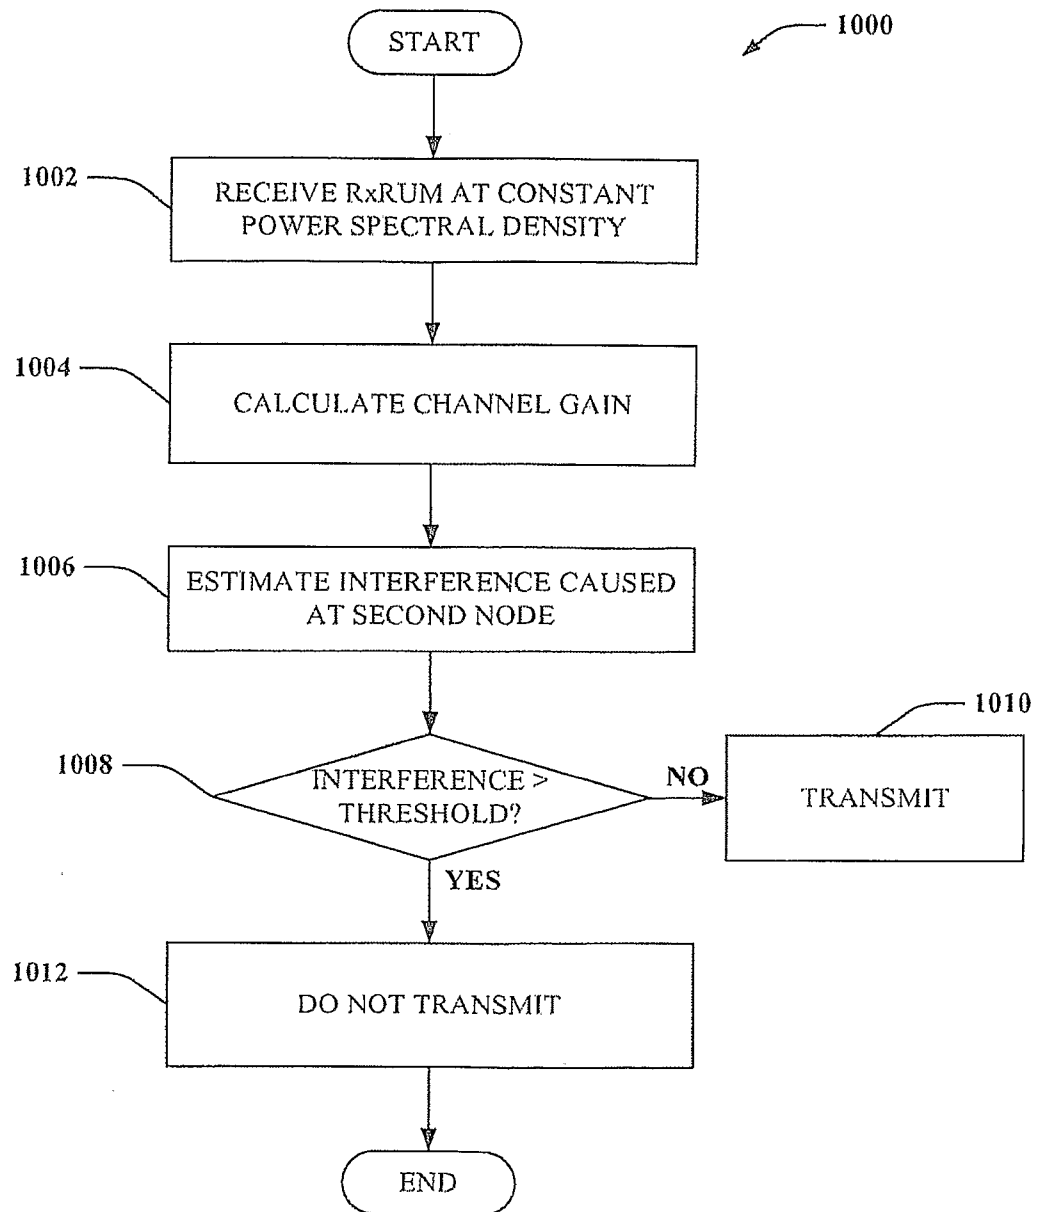 START
1000
1002
RECEIVE RxRUM AT CONSTANT
POWER SPECTRAL DENSITY
1004
CALCULATE CHANNEL GAIN
1006
ESTIMATE INTERFERENCE CAUSED
AT SECOND NODE
1008
INTERFERENCE >
THRESHOLD?
NO
1010
TRANSMIT
YES
1012
DO NOT TRANSMIT
END